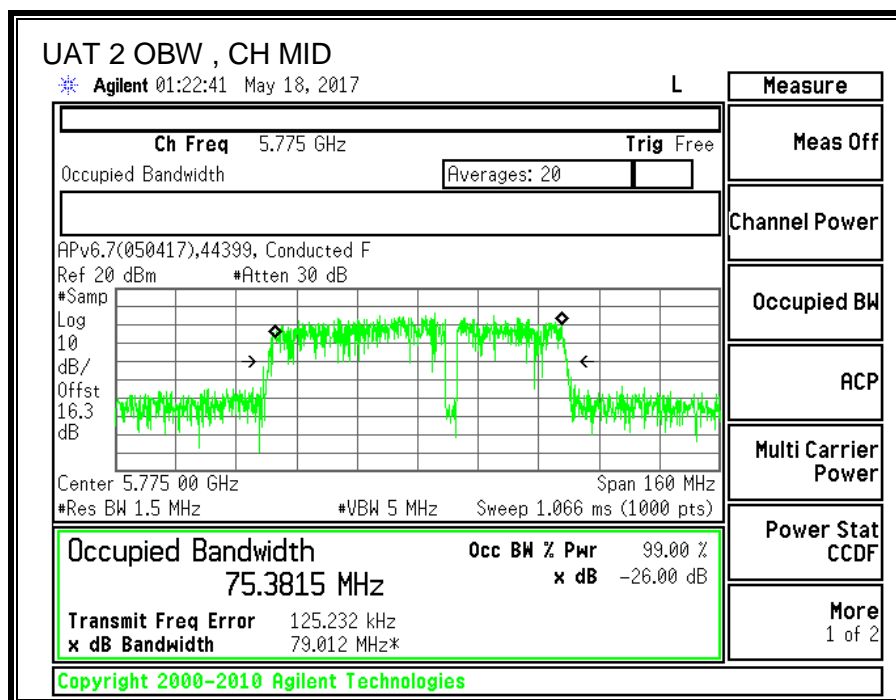 UAT 2 OBW , CH MID
Agilent 01:22:41 May 18, 2017 L
Measure
Ch Freq 5.775 GHz Trig Free
Meas Off
Occupied Bandwidth Averages: 20
Channel Power
APv6.7(050417),44399, Conducted F
Ref 20 dBm #Atten 30 dB
#Samp
Log
10
dB/
Offst
16.3
dB
Occupied BW
ACP
Multi Carrier
Power
Center 5.775 00 GHz Span 160 MHz
#Res BW 1.5 MHz #VBW 5 MHz Sweep 1.066 ms (1000 pts)
Power Stat
CCDF
Occupied Bandwidth Occ BW % Pwr 99.00 %
75.3815 MHz x dB -26.00 dB
Transmit Freq Error 125.232 kHz
x dB Bandwidth 79.012 MHz*
More
1 of 2
Copyright 2000-2010 Agilent Technologies